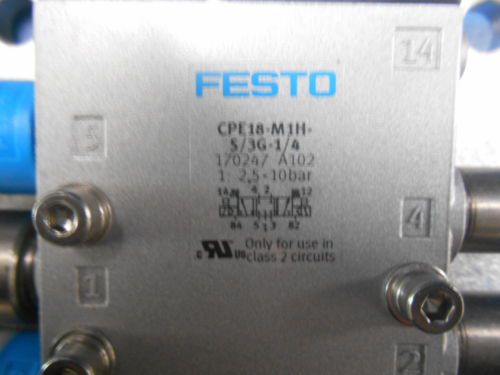 14
FESTO
CPE18-M1H-
5/3G-1/4
170247 A102
1: 2,5-10bar
14 4 2 12
84 5 1 3 82
Only for use in
class 2 circuits
5
4
1
2